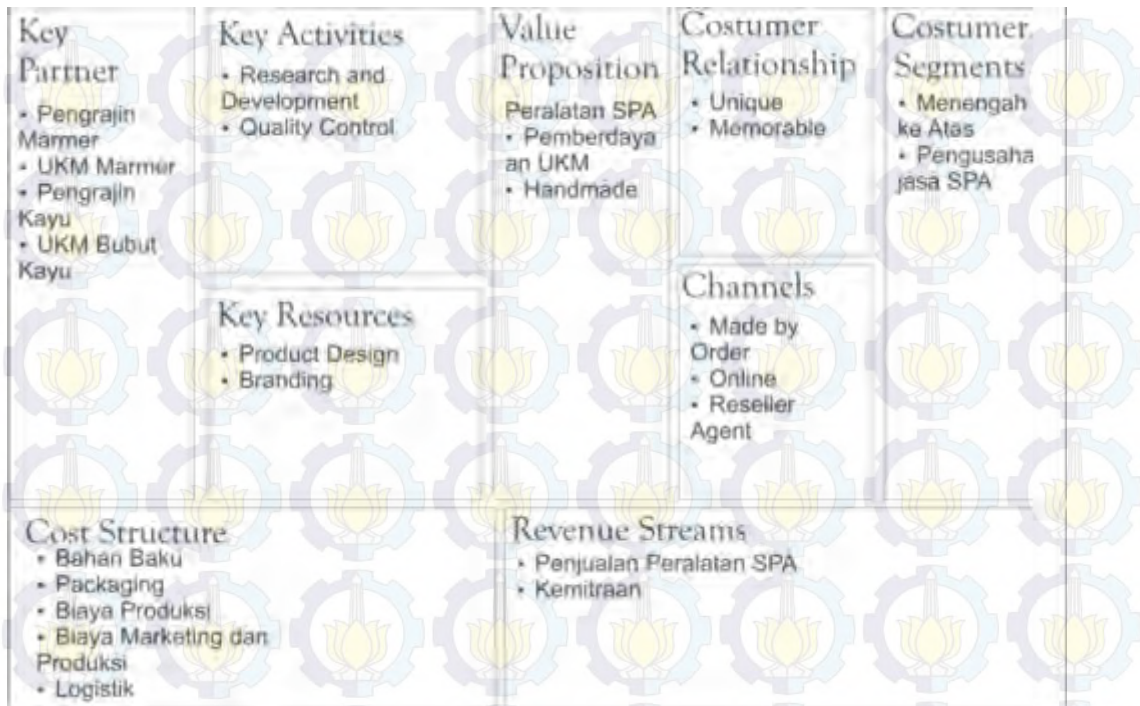 Key
Partner
• Pengrajin
Marmer
• UKM Marmer
• Pengrajin
Kayu
• UKM Bubut
Kayu
Key Activities
• Research and
Development
• Quality Control
Key Resources
• Product Design
• Branding
Value
Proposition
Peralatan SPA
• Pemberdaya
an UKM
• Handmade
Costumer
Relationship
• Unique
• Memorable
Channels
• Made by
Order
• Online
• Reseller
Agent
Costumer
Segments
• Menengah
ke Atas
• Pengusaha
jasa SPA
Cost Structure
• Bahan Baku
• Packaging
• Biaya Produksi
• Biaya Marketing dan
Produksi
• Logistik
Revenue Streams
• Penjualan Peralatan SPA
• Kemitraan